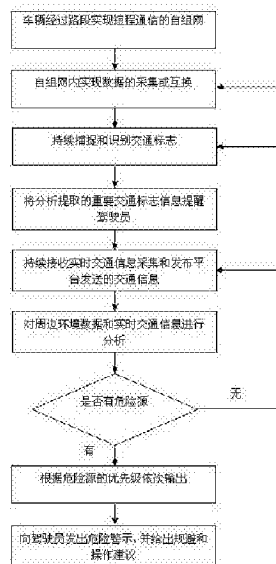 车辆经过路段实现短程通信的自组网
自组网内实现数据的采集或互换
持续捕捉和识别交通标志
将分析提取的重要交通标志信息提醒
驾驶员
持续接收实时交通信息采集和发布平
台发送的交通信息
对周边环境数据和实时交通信息进行
分析
是否有危险源
无
有
根据危险源的优先级依次输出
向驾驶员发出危险警示,并给出规避和
操作建议